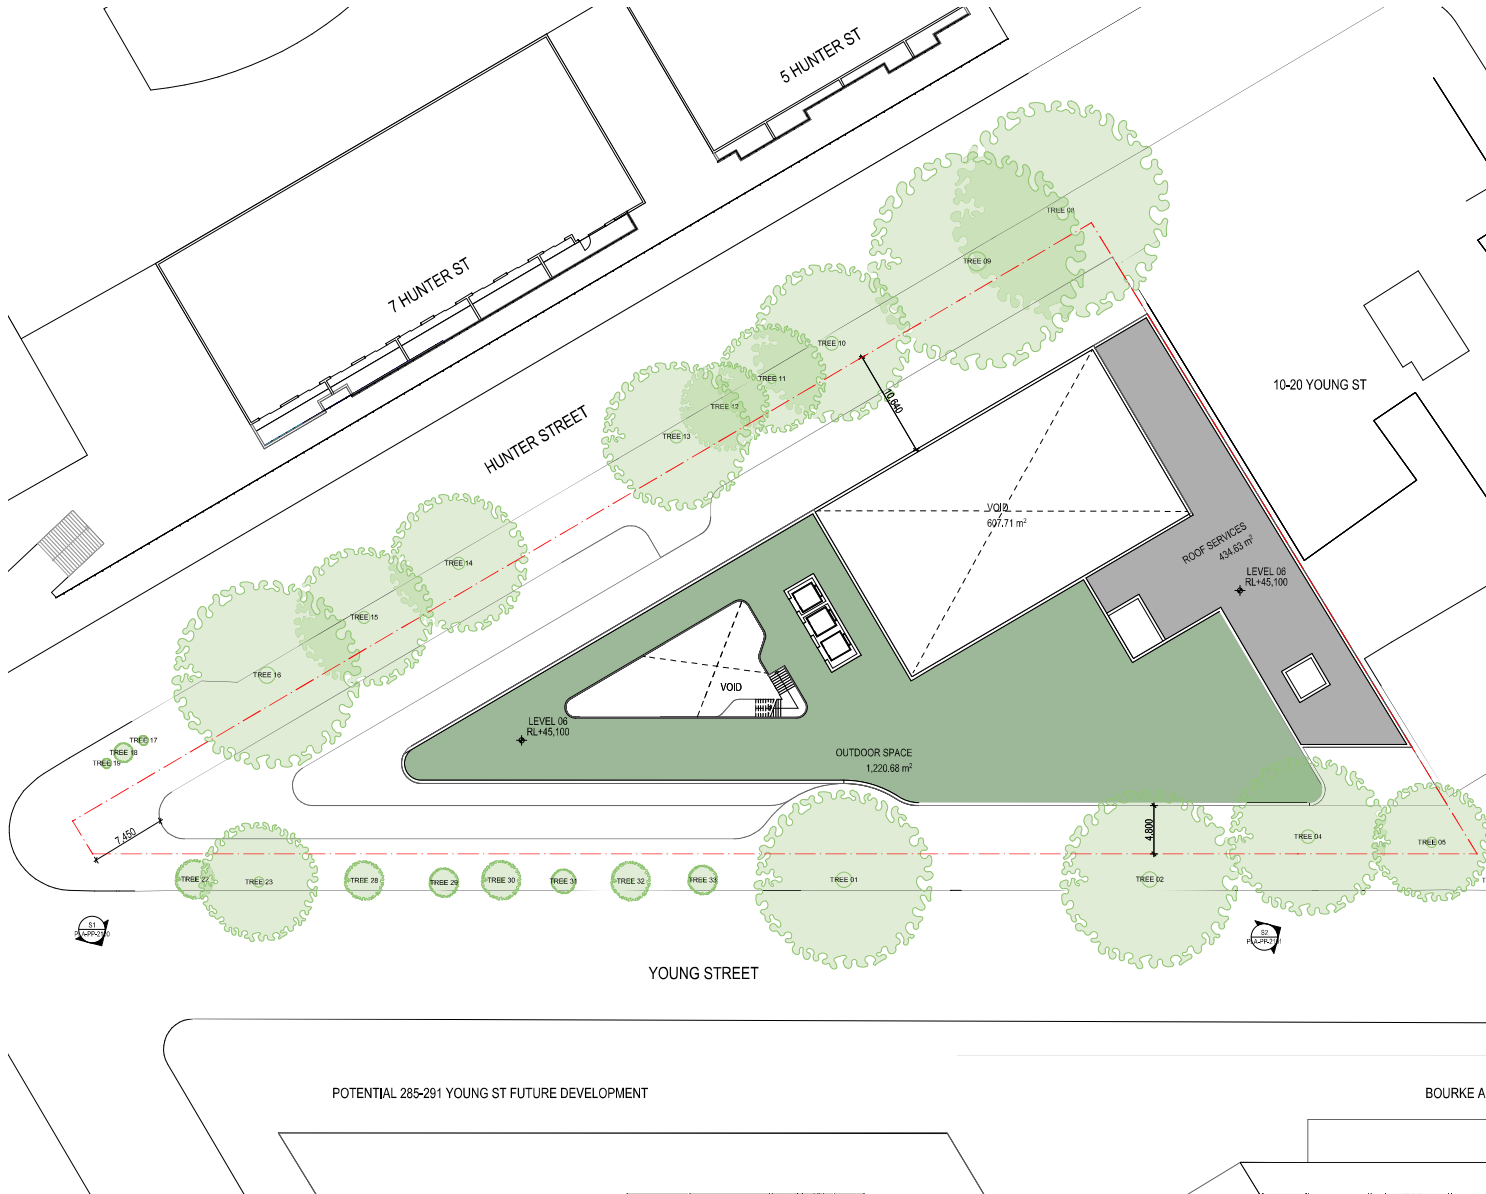 5 HUNTER ST
7 HUNTER ST
TREE 08
TREE 09
TREE 10
TREE 11
TREE 12
TREE 13
10,640
10-20 YOUNG ST
HUNTER STREET
VOID
607.71 m²
ROOF SERVICES
434.63 m²
LEVEL 06
RL+45,100
TREE 14
TREE 15
TREE 16
VOID
LEVEL 06
RL+45,100
TREE 17
TREE 18
TREE 19
OUTDOOR SPACE
1,220.68 m²
7,450
4,800
TREE 04
TREE 05
TREE 23
TREE 28
TREE 29
TREE 30
TREE 31
TREE 32
TREE 33
TREE 01
TREE 02
S1
S2
YOUNG STREET
POTENTIAL 285-291 YOUNG ST FUTURE DEVELOPMENT
BOURKE A